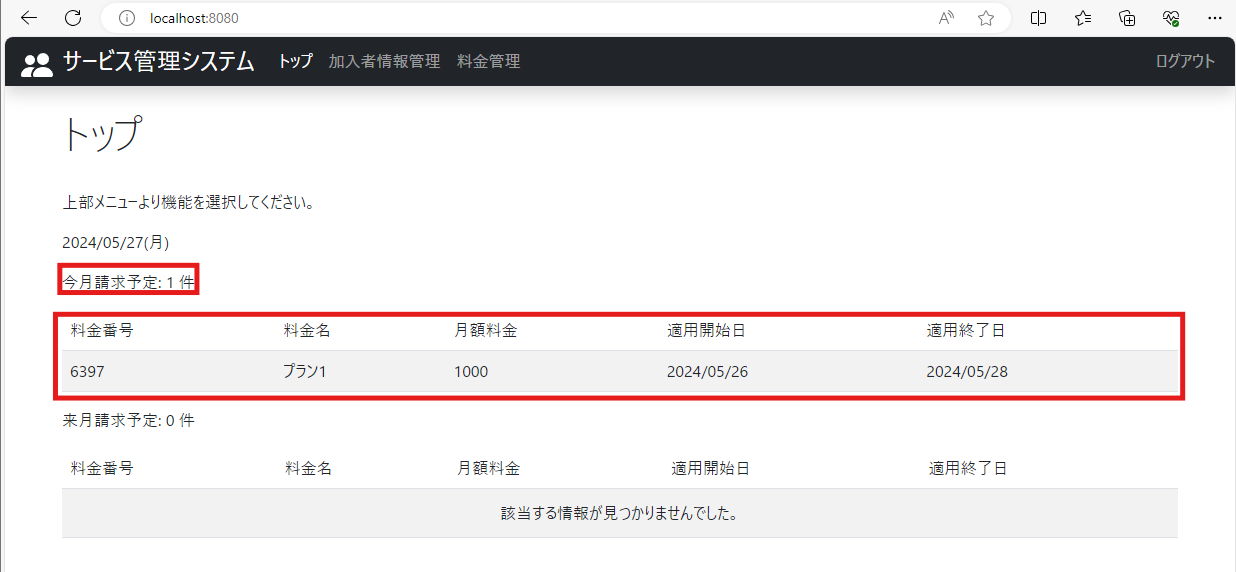 localhost:8080
サービス管理システム トップ 加入者情報管理 料金管理 ログアウト
トップ
上部メニューより機能を選択してください。
2024/05/27(月)
今月請求予定: 1 件
料金番号 料金名 月額料金 適用開始日 適用終了日
6397 プラン1 1000 2024/05/26 2024/05/28
来月請求予定: 0 件
料金番号 料金名 月額料金 適用開始日 適用終了日
該当する情報が見つかりませんでした。